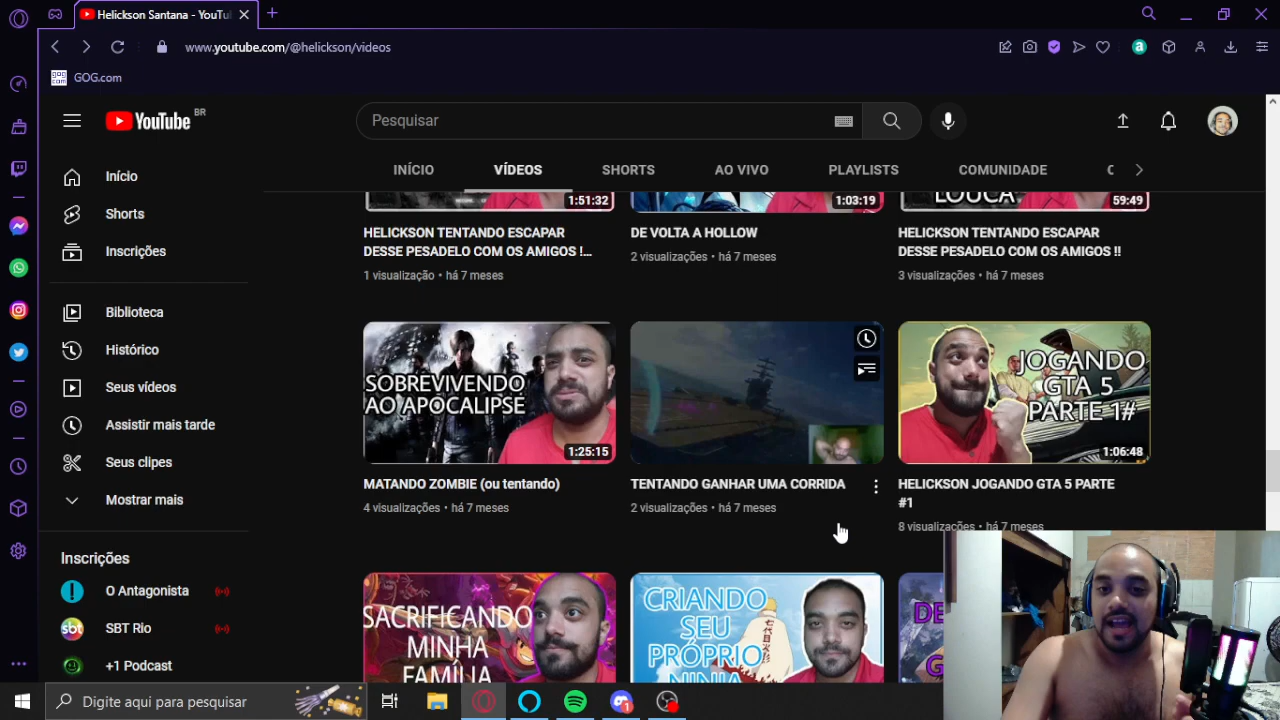 Helickson Santana - YouTu
www.youtube.com/@helickson/videos
GOG.com
YouTube BR
Pesquisar
INÍCIO
VÍDEOS
SHORTS
AO VIVO
PLAYLISTS
COMUNIDADE
C
Início
Shorts
Inscrições
Biblioteca
Histórico
Seus vídeos
Assistir mais tarde
Seus clipes
Mostrar mais
Inscrições
O Antagonista
sbt SBT Rio
+1 Podcast
1:51:32
HELICKSON TENTANDO ESCAPAR
DESSE PESADELO COM OS AMIGOS !...
1 visualização • há 7 meses
1:03:19
DE VOLTA A HOLLOW
2 visualizações • há 7 meses
LOUCA
59:49
HELICKSON TENTANDO ESCAPAR
DESSE PESADELO COM OS AMIGOS !!
3 visualizações • há 7 meses
SOBREVIVENDO
AO APOCALIPSE
1:25:15
MATANDO ZOMBIE (ou tentando)
4 visualizações • há 7 meses
TENTANDO GANHAR UMA CORRIDA
2 visualizações • há 7 meses
JOGANDO
GTA 5
PARTE 1#
1:06:48
HELICKSON JOGANDO GTA 5 PARTE
#1
8 visualizações • há 7 meses
SACRIFICANDO
MINHA
FAMÍLIA
CRIANDO
SEU
PRÓPRIO
NINJA
Digite aqui para pesquisar
1